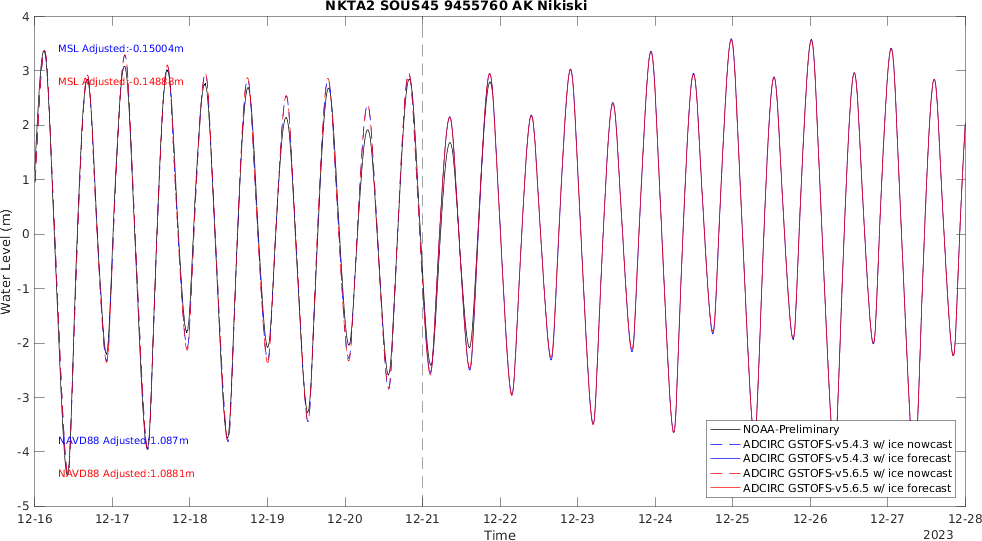 NKTA2 SOUS45 9455760 AK Nikiski
MSL Adjusted:-0.15004m
MSL Adjusted:-0.14888m
NAVD88 Adjusted:1.087m
NAVD88 Adjusted:1.0881m
Water Level (m)
4
3
2
1
0
-1
-2
-3
-4
-5
NOAA-Preliminary
ADCIRC GSTOFS-v5.4.3 w/ ice nowcast
ADCIRC GSTOFS-v5.4.3 w/ ice forecast
ADCIRC GSTOFS-v5.6.5 w/ ice nowcast
ADCIRC GSTOFS-v5.6.5 w/ ice forecast
12-16 12-17 12-18 12-19 12-20 12-21 12-22 12-23 12-24 12-25 12-26 12-27 12-28
Time
2023